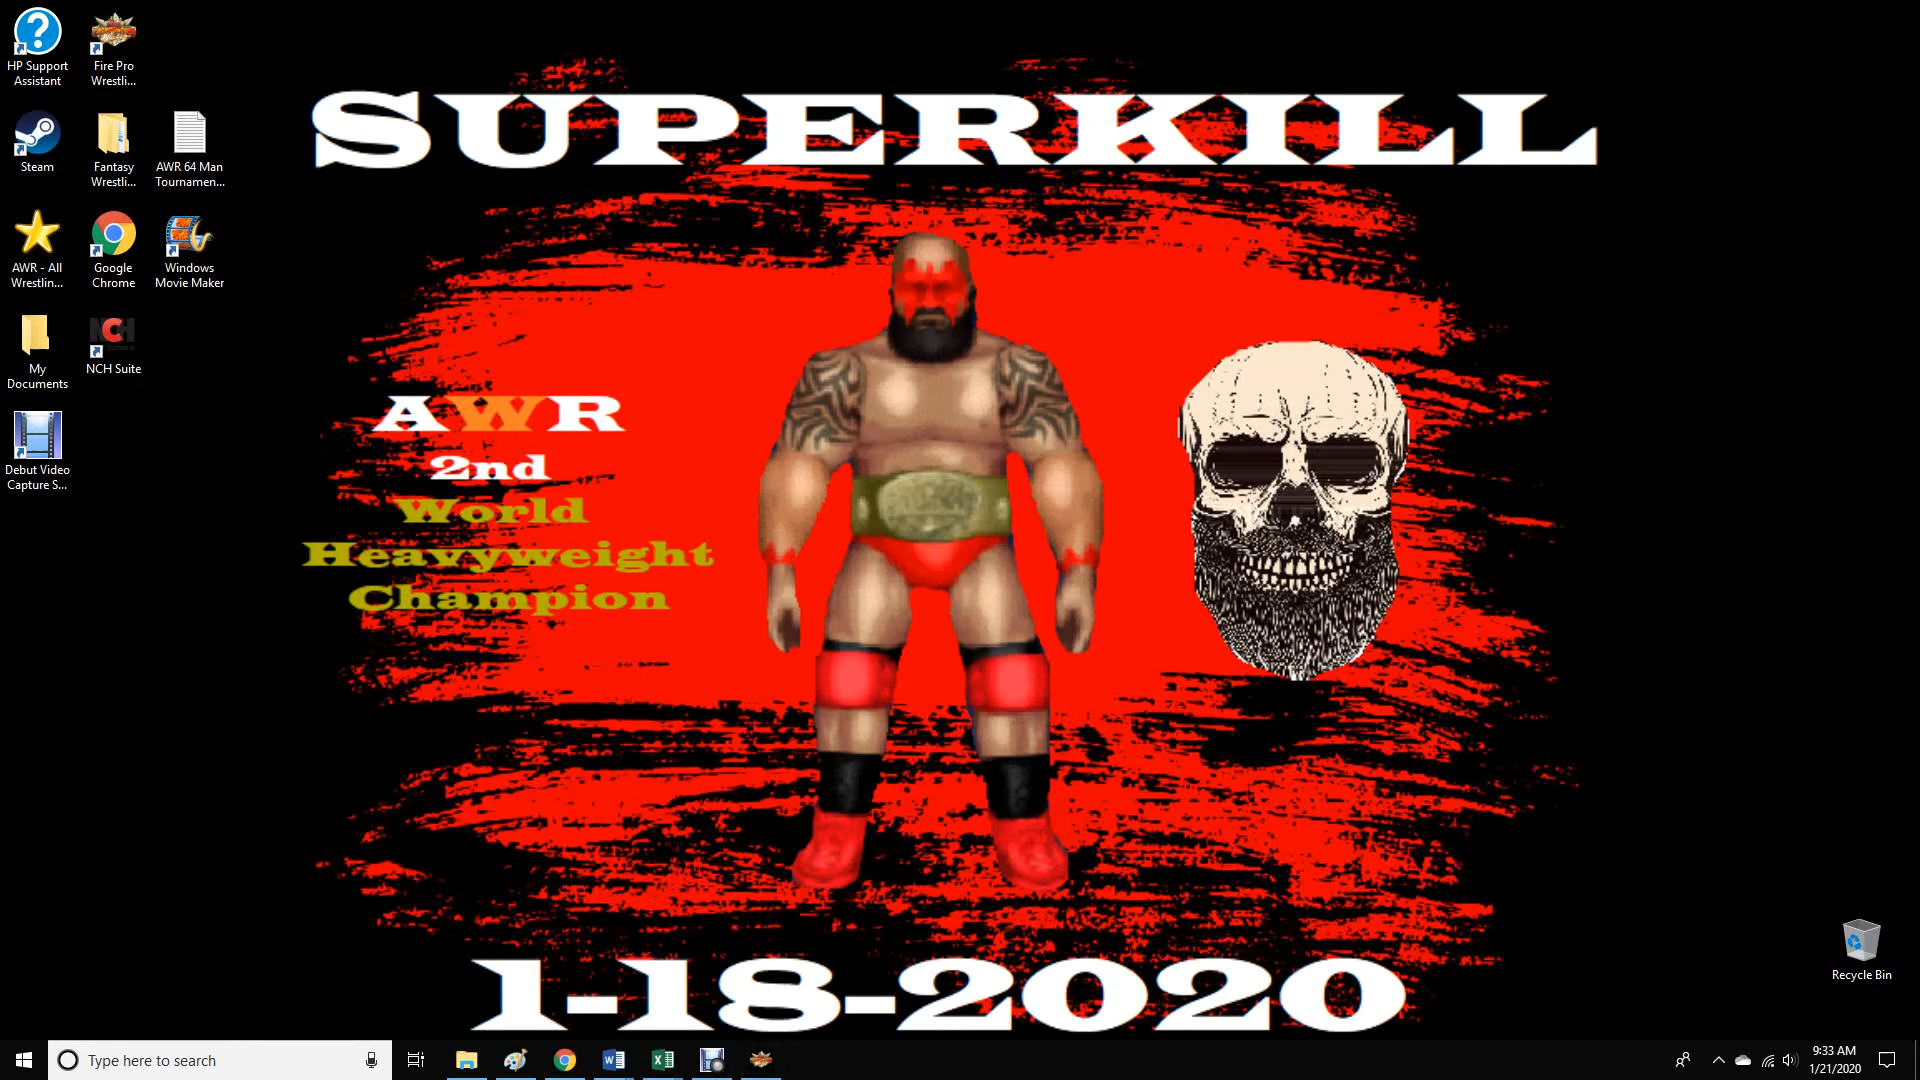 HP Support
Assistant
Fire Pro
Wrestli...
Steam
Fantasy
Wrestli...
AWR 64 Man
Tournamen...
AWR - All
Wrestlin...
Google
Chrome
Windows
Movie Maker
My
Documents
NCH
NCH Suite
Debut Video
Capture S...
SUPERKILL
AWR
2nd
World
Heavyweight
Champion
1-18-2020
Recycle Bin
Type here to search
9:33 AM
1/21/2020